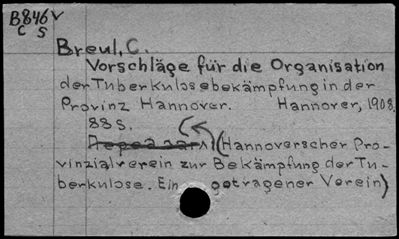 B846V
C S
Breul, C.
Vorschläge für die Organisation
der Tuberkulosebekämpfung in der
Provinz Hannover. Hannover, 1908.
88 S.
(Hannoverscher Pro-
vinzialverein zur Bekämpfung der Tu-
berkulose. Ein getragener Verein)